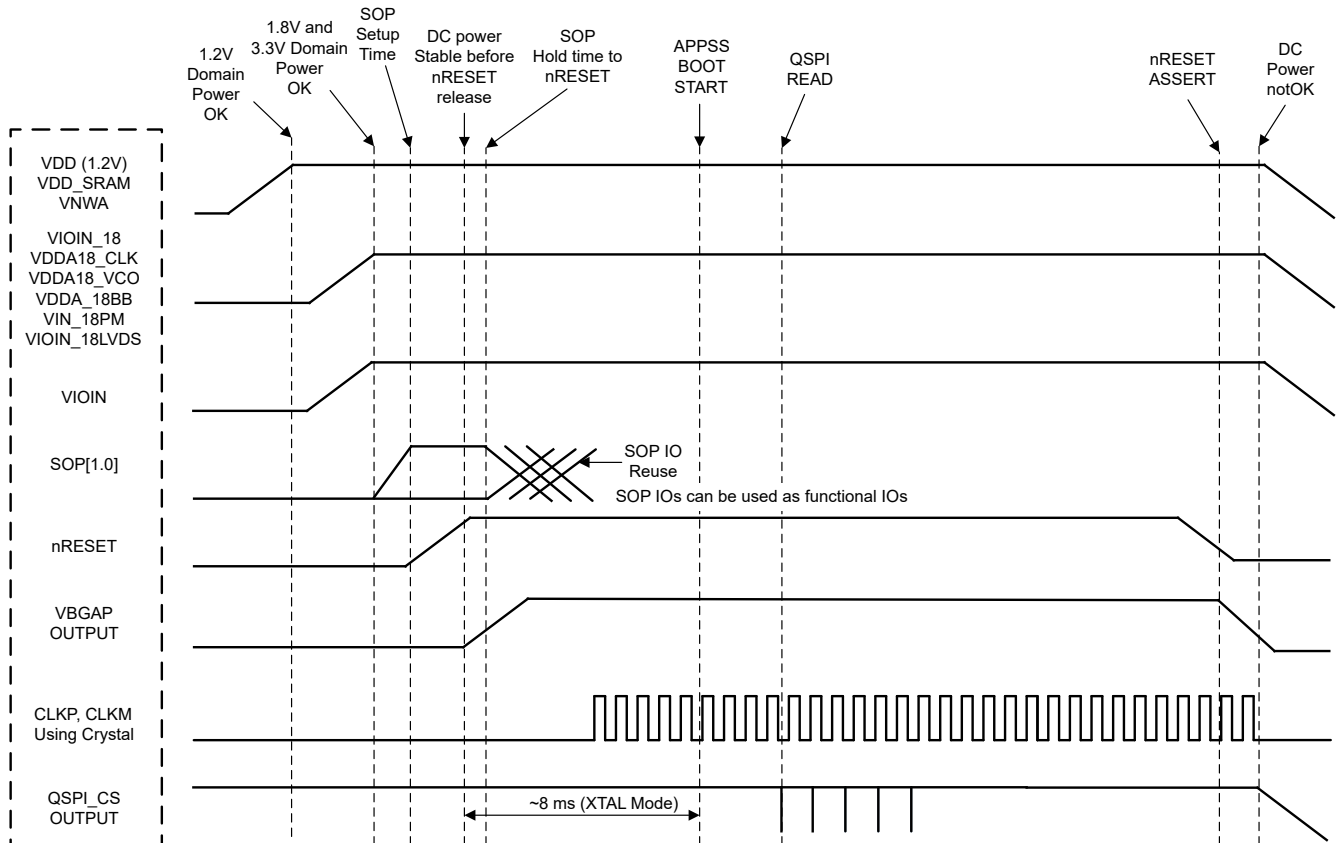 1.2V
Domain
Power
OK
1.8V and
3.3V Domain
Power
OK
SOP
Setup
Time
DC power
Stable before
nRESET
release
SOP
Hold time to
nRESET
APPSS
BOOT
START
QSPI
READ
nRESET
ASSERT
DC
Power
notOK
VDD (1.2V)
VDD_SRAM
VNWA
VIOIN_18
VDDA18_CLK
VDDA18_VCO
VDDA_18BB
VIN_18PM
VIOIN_18LVDS
VIOIN
SOP[1.0]
SOP IO
Reuse
SOP IOs can be used as functional IOs
nRESET
VBGAP
OUTPUT
CLKP, CLKM
Using Crystal
QSPI_CS
OUTPUT
~8 ms (XTAL Mode)